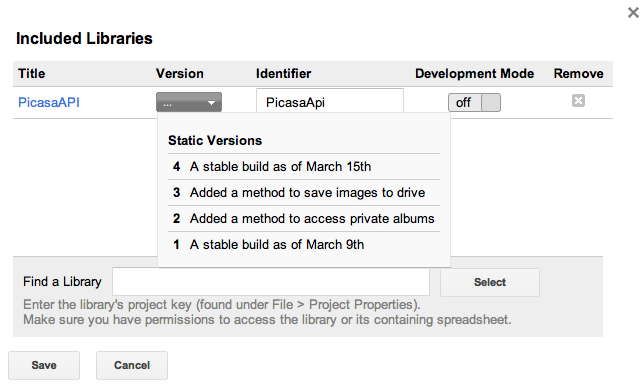 Included Libraries
Title Version Identifier Development Mode Remove
PicasaAPI ... PicasaApi off
Static Versions
4 A stable build as of March 15th
3 Added a method to save images to drive
2 Added a method to access private albums
1 A stable build as of March 9th
Find a Library Select
Enter the library's project key (found under File > Project Properties).
Make sure you have permissions to access the library or its containing spreadsheet.
Save Cancel